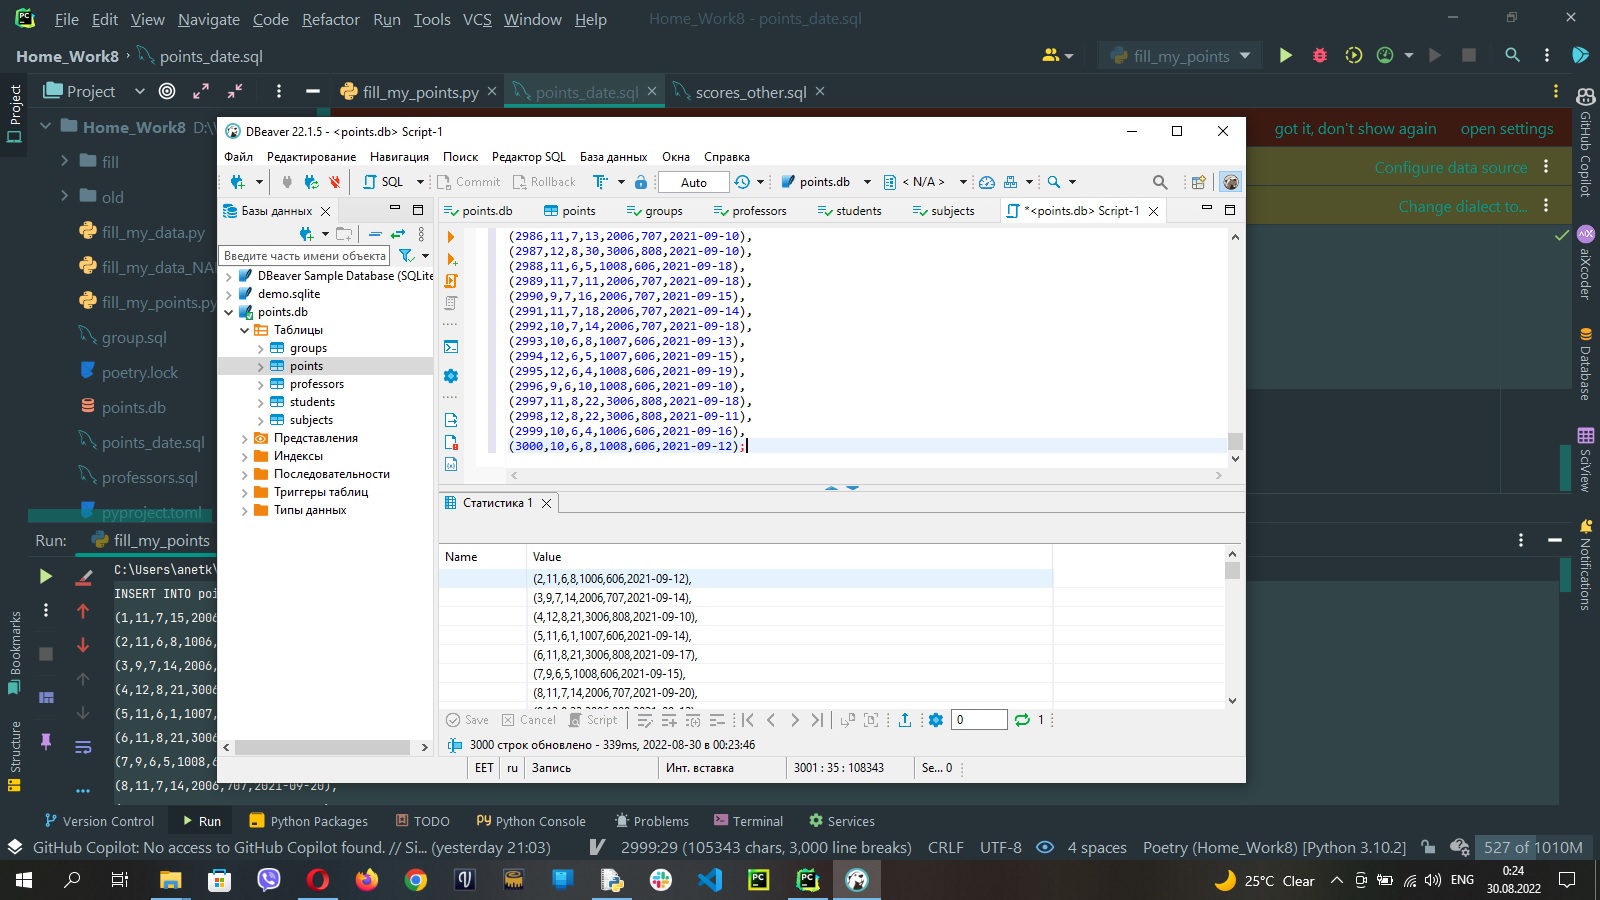 File Edit View Navigate Code Refactor Run Tools VCS Window Help Home_Work8 - points_date.sql
Home_Work8 points_date.sql fill_my_points
Project fill_my_points.py points_date.sql scores_other.sql
Project
Home_Work8 D:\
fill
old
fill_my_data.py
fill_my_data_NA
fill_my_points.py
group.sql
poetry.lock
points.db
points_date.sql
professors.sql
pyproject.toml
got it, don't show again open settings
Configure data source
Change dialect to...
GitHub Copilot
aiXcoder
Database
SciView
Notifications
DBeaver 22.1.5 - <points.db> Script-1
Файл Редактирование Навигация Поиск Редактор SQL База данных Окна Справка
SQL Commit Rollback Auto points.db < N/A >
Базы данных
points.db points groups professors students subjects *<points.db> Script-1
Введите часть имени объекта
DBeaver Sample Database (SQLite
demo.sqlite
points.db
Таблицы
groups
points
professors
students
subjects
Представления
Индексы
Последовательности
Триггеры таблиц
Типы данных
(2986,11,7,13,2006,707,2021-09-10),
(2987,12,8,30,3006,808,2021-09-10),
(2988,11,6,5,1008,606,2021-09-18),
(2989,11,7,11,2006,707,2021-09-18),
(2990,9,7,16,2006,707,2021-09-15),
(2991,11,7,18,2006,707,2021-09-14),
(2992,10,7,14,2006,707,2021-09-18),
(2993,10,6,8,1007,606,2021-09-13),
(2994,12,6,5,1007,606,2021-09-15),
(2995,12,6,4,1008,606,2021-09-19),
(2996,9,6,10,1008,606,2021-09-10),
(2997,11,8,22,3006,808,2021-09-18),
(2998,12,8,22,3006,808,2021-09-11),
(2999,10,6,4,1006,606,2021-09-16),
(3000,10,6,8,1008,606,2021-09-12);
Статистика 1
Name Value
(2,11,6,8,1006,606,2021-09-12),
(3,9,7,14,2006,707,2021-09-14),
(4,12,8,21,3006,808,2021-09-10),
(5,11,6,1,1007,606,2021-09-14),
(6,11,8,21,3006,808,2021-09-17),
(7,9,6,5,1008,606,2021-09-15),
(8,11,7,14,2006,707,2021-09-20),
Save Cancel Script 0 1
3000 строк обновлено - 339ms, 2022-08-30 в 00:23:46
EET ru Запись Инт. вставка 3001 : 35 : 108343 Se... 0
Run: fill_my_points
C:\Users\anetk\
INSERT INTO poi
(1,11,7,15,2006
(2,11,6,8,1006,
(3,9,7,14,2006,
(4,12,8,21,3006
(5,11,6,1,1007,
(6,11,8,21,3006
(7,9,6,5,1008,6
(8,11,7,14,2006,707,2021-09-20),
Bookmarks
Structure
Version Control Run Python Packages TODO Python Console Problems Terminal Services
GitHub Copilot: No access to GitHub Copilot found. // Si... (yesterday 21:03) 2999:29 (105343 chars, 3,000 line breaks) CRLF UTF-8 4 spaces Poetry (Home_Work8) [Python 3.10.2] 527 of 1010M
25°C Clear ENG 0:24
30.08.2022